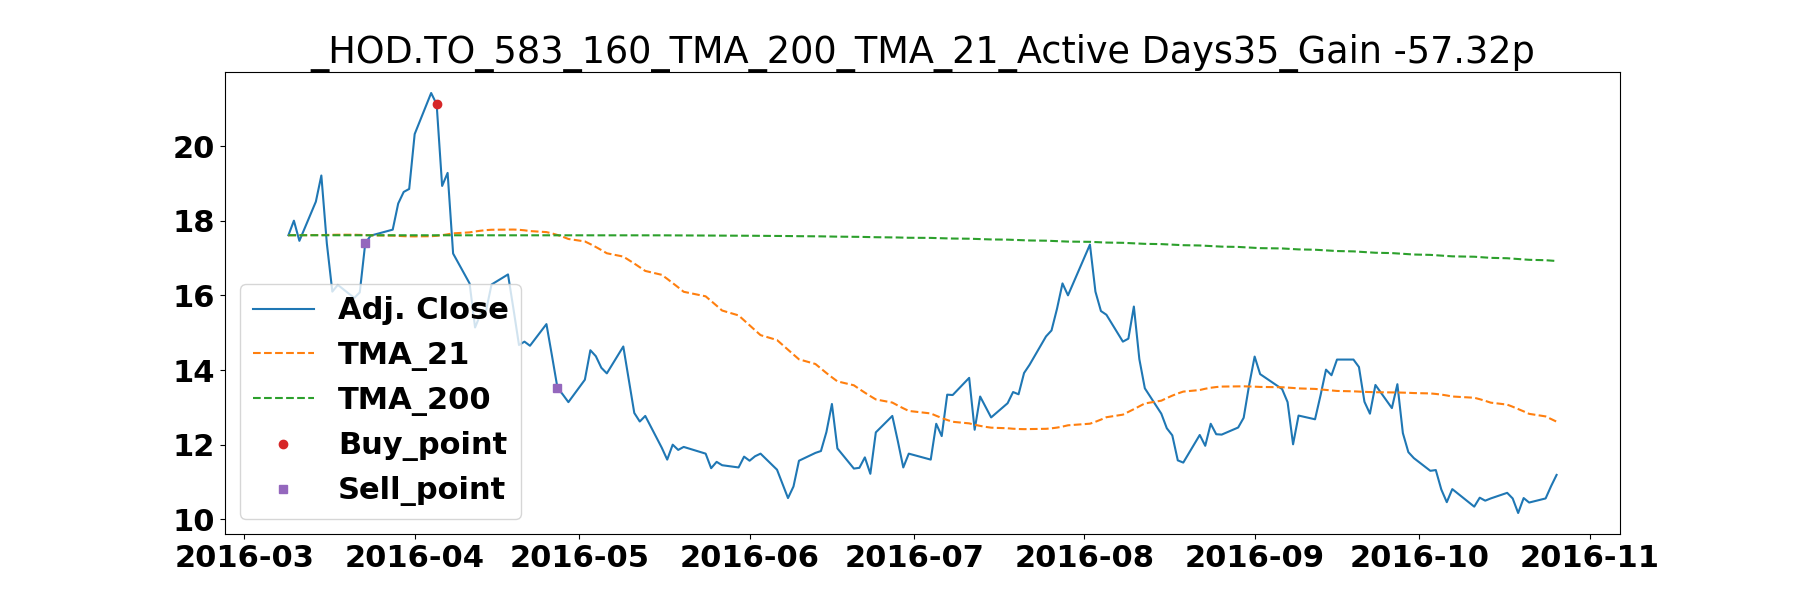 _HOD.TO_583_160_TMA_200_TMA_21_Active Days35_Gain -57.32p
20
18
16
14
12
10
Adj. Close
TMA_21
TMA_200
Buy_point
Sell_point
2016-03 2016-04 2016-05 2016-06 2016-07 2016-08 2016-09 2016-10 2016-11